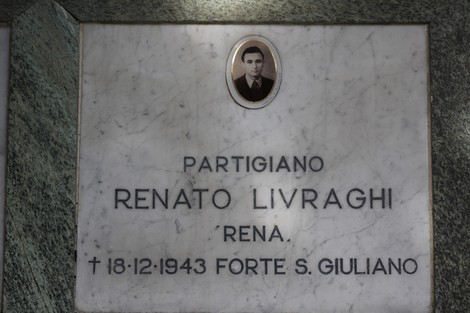 PARTIGIANO
RENATO LIVRAGHI
'RENA.
† 18-12-1943 FORTE S. GIULIANO